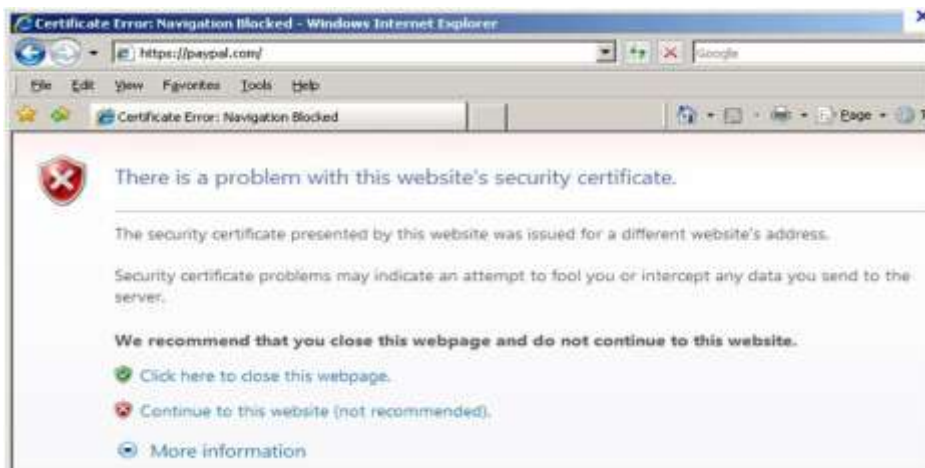 Certificate Error: Navigation Blocked - Windows Internet Explorer
https://paypal.com/
Google
File Edit View Favorites Tools Help
Certificate Error: Navigation Blocked
Page
There is a problem with this website's security certificate.
The security certificate presented by this website was issued for a different website's address.
Security certificate problems may indicate an attempt to fool you or intercept any data you send to the
server.
We recommend that you close this webpage and do not continue to this website.
Click here to close this webpage.
Continue to this website (not recommended).
More information